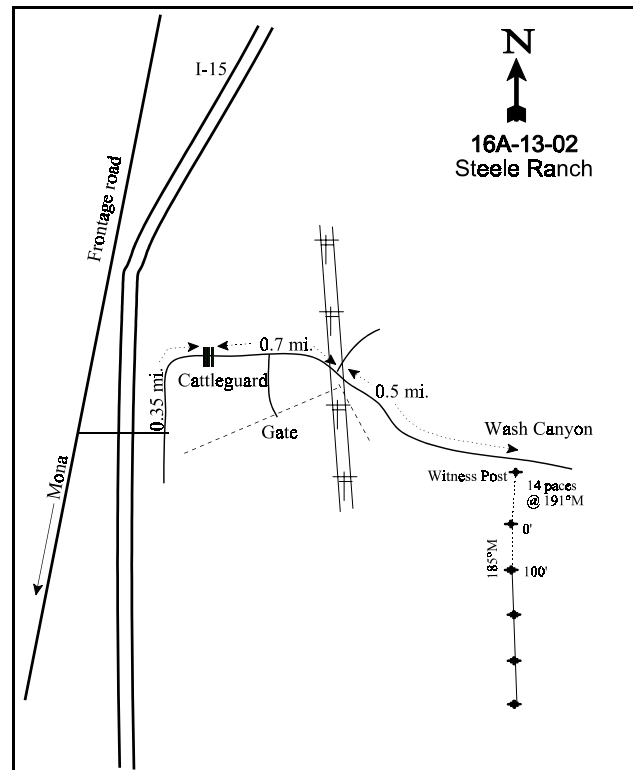 I-15
N
16A-13-02
Steele Ranch
Frontage road
0.7 mi.
Cattleguard
0.35 mi.
0.5 mi.
Gate
Wash Canyon
Mona
Witness Post
14 paces
@ 191°M
0'
185°M
100'